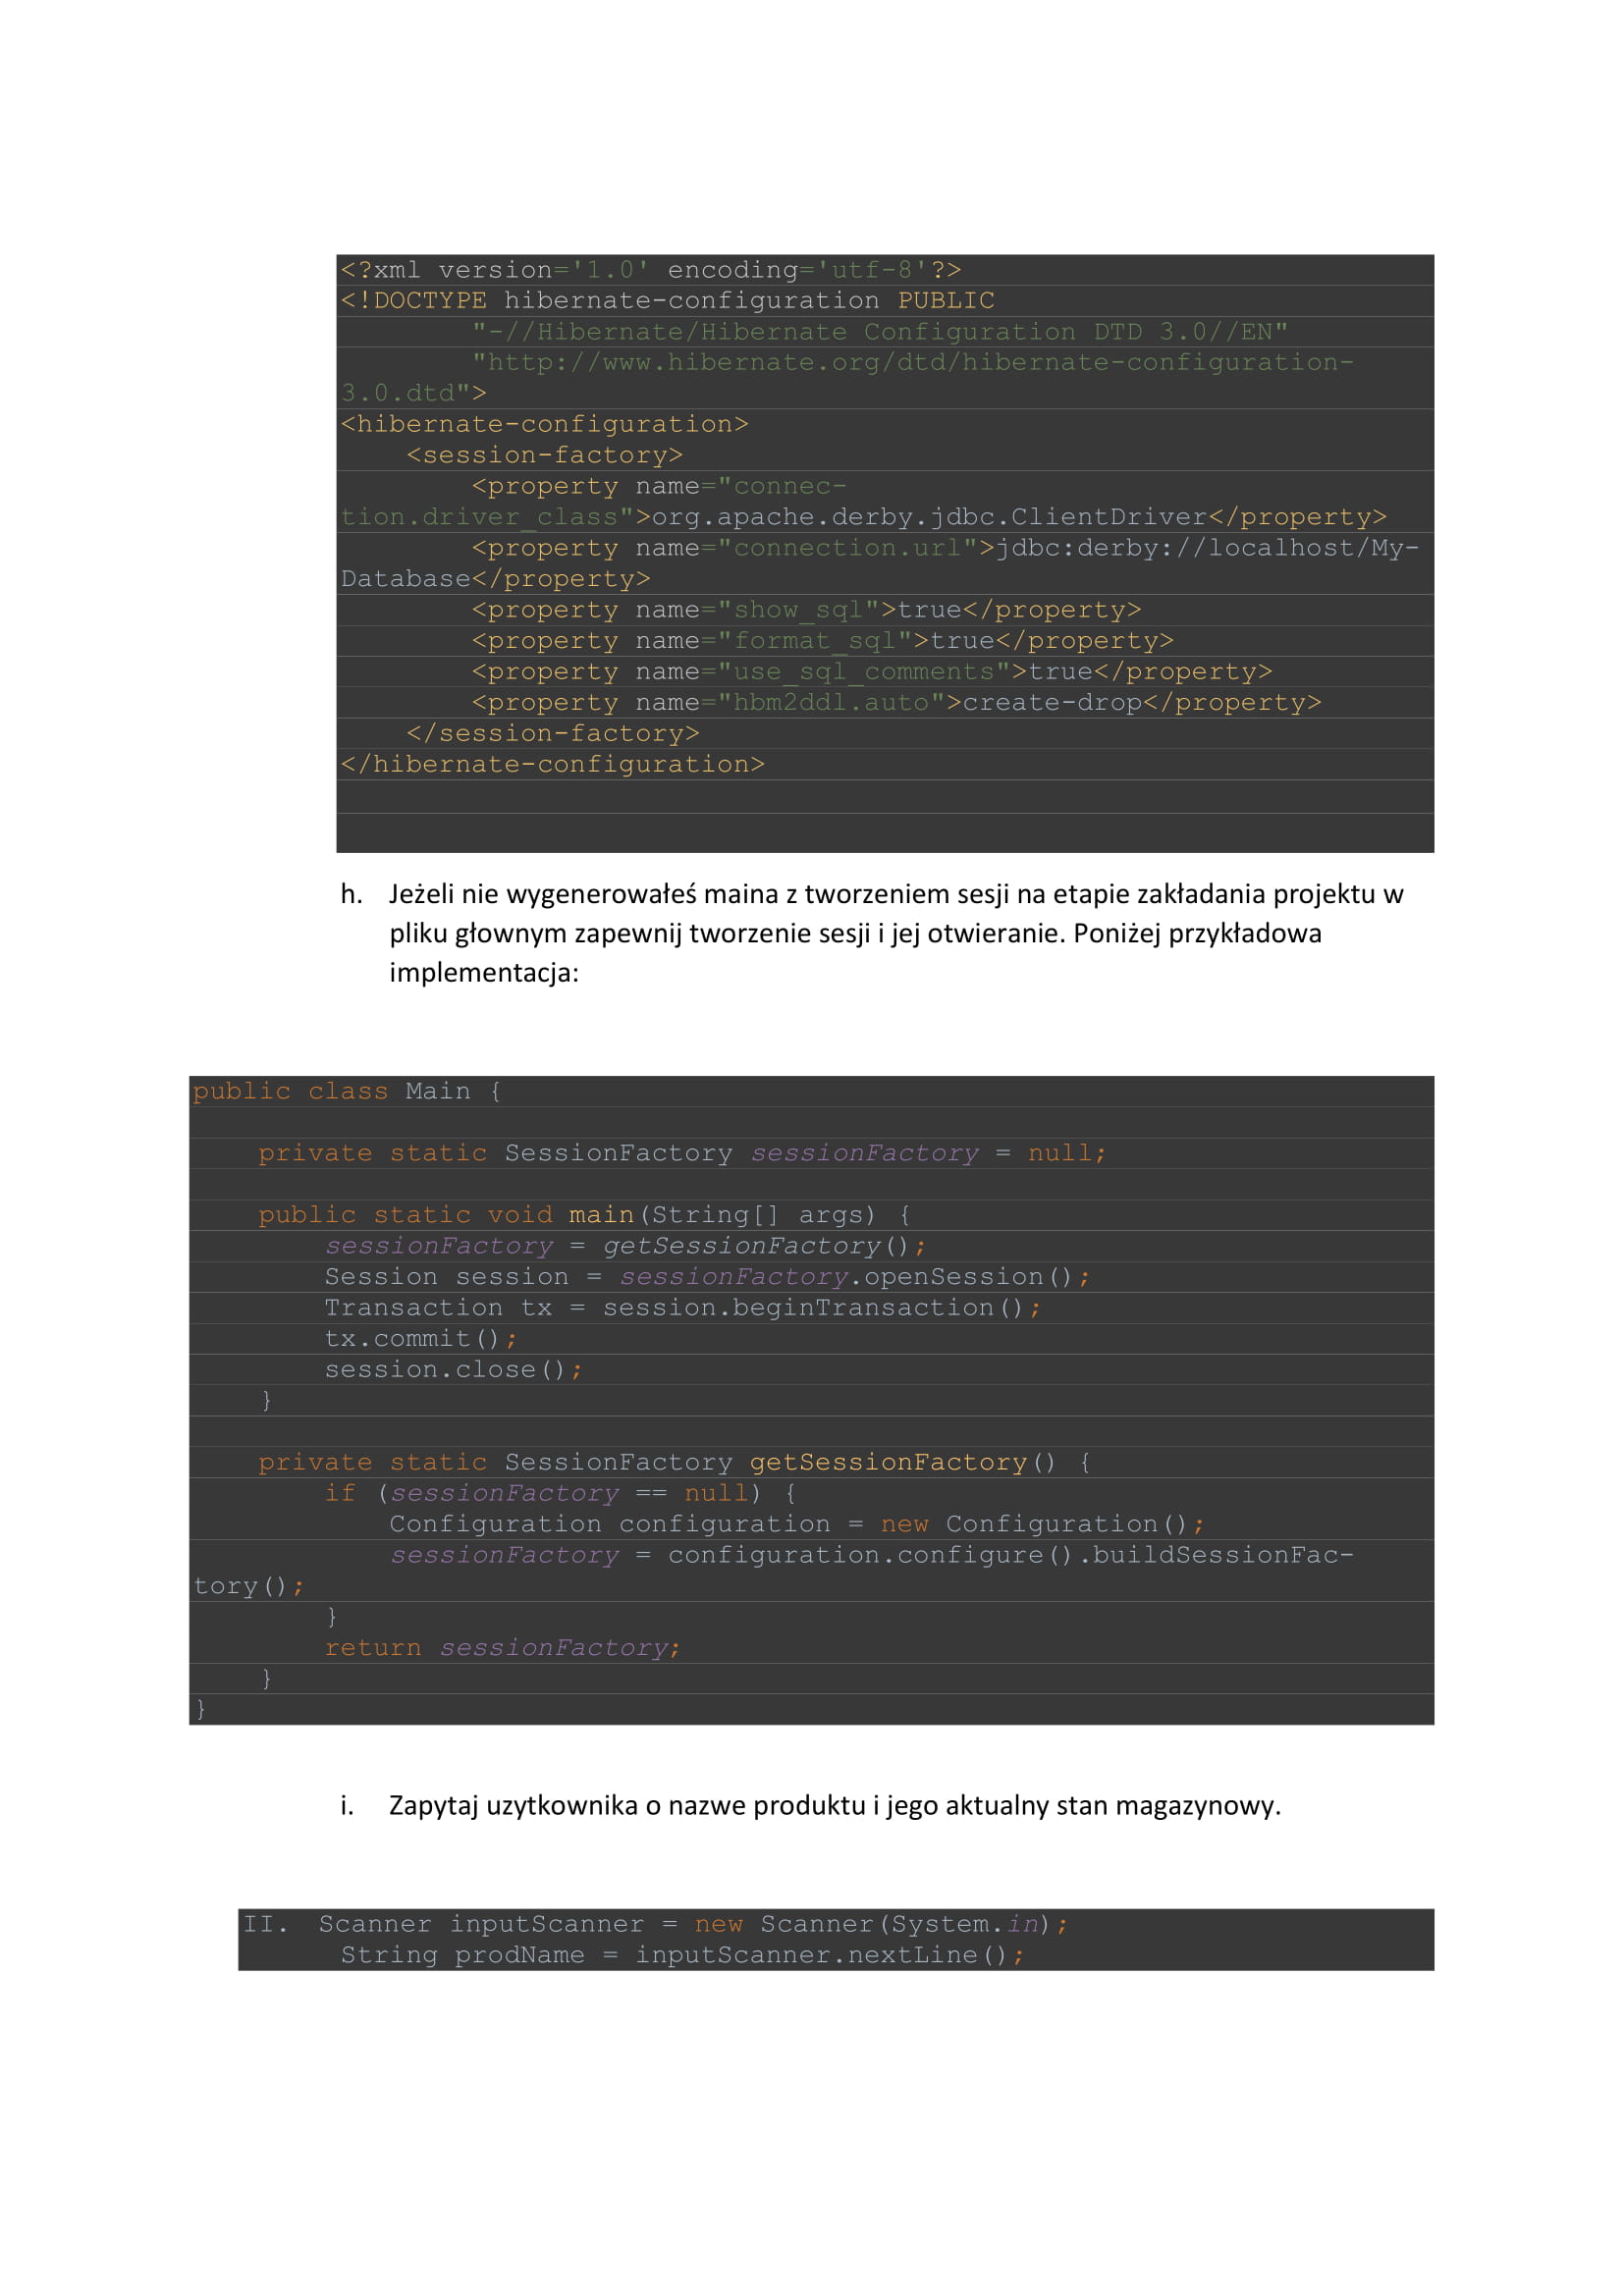 <?xml version='1.0' encoding='utf-8'?>
<!DOCTYPE hibernate-configuration PUBLIC
        "-//Hibernate/Hibernate Configuration DTD 3.0//EN"
        "http://www.hibernate.org/dtd/hibernate-configuration-
3.0.dtd">
<hibernate-configuration>
    <session-factory>
        <property name="connec-
tion.driver_class">org.apache.derby.jdbc.ClientDriver</property>
        <property name="connection.url">jdbc:derby://localhost/My-
Database</property>
        <property name="show_sql">true</property>
        <property name="format_sql">true</property>
        <property name="use_sql_comments">true</property>
        <property name="hbm2ddl.auto">create-drop</property>
    </session-factory>
</hibernate-configuration>
h. Jeżeli nie wygenerowałeś maina z tworzeniem sesji na etapie zakładania projektu w
pliku głownym zapewnij tworzenie sesji i jej otwieranie. Poniżej przykładowa
implementacja:
public class Main {
    private static SessionFactory sessionFactory = null;
    public static void main(String[] args) {
        sessionFactory = getSessionFactory();
        Session session = sessionFactory.openSession();
        Transaction tx = session.beginTransaction();
        tx.commit();
        session.close();
    }
    private static SessionFactory getSessionFactory() {
        if (sessionFactory == null) {
            Configuration configuration = new Configuration();
            sessionFactory = configuration.configure().buildSessionFac-
tory();
        }
        return sessionFactory;
    }
}
i. Zapytaj uzytkownika o nazwe produktu i jego aktualny stan magazynowy.
II. Scanner inputScanner = new Scanner(System.in);
String prodName = inputScanner.nextLine();